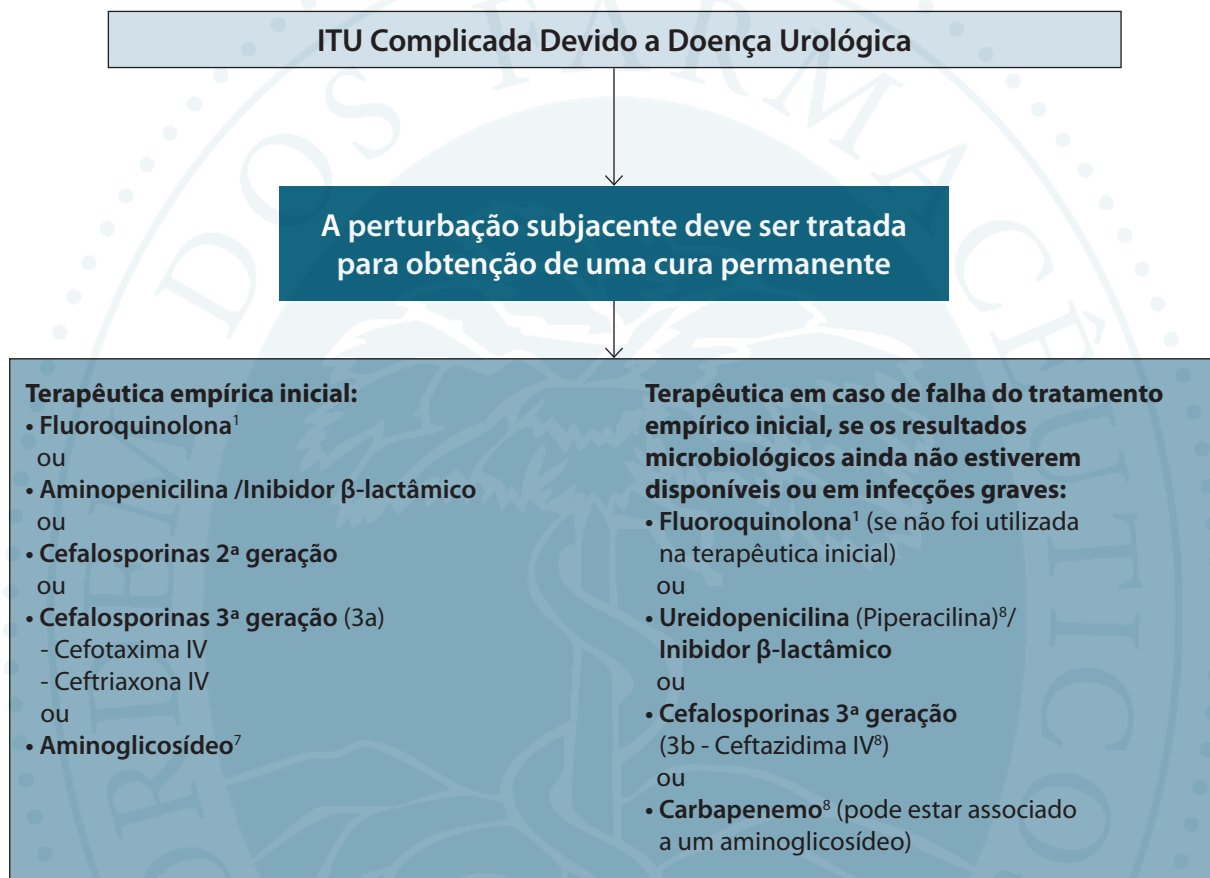 ITU Complicada Devido a Doença Urológica
A perturbação subjacente deve ser tratada
para obtenção de uma cura permanente
Terapêutica empírica inicial:
• Fluoroquinolona¹
ou
• Aminopenicilina /Inibidor β-lactâmico
ou
• Cefalosporinas 2ª geração
ou
• Cefalosporinas 3ª geração (3a)
- Cefotaxima IV
- Ceftriaxona IV
ou
• Aminoglicosídeo⁷
Terapêutica em caso de falha do tratamento
empírico inicial, se os resultados
microbiológicos ainda não estiverem
disponíveis ou em infecções graves:
• Fluoroquinolona¹ (se não foi utilizada
na terapêutica inicial)
ou
• Ureidopenicilina (Piperacilina)⁸/
Inibidor β-lactâmico
ou
• Cefalosporinas 3ª geração
(3b - Ceftazidima IV⁸)
ou
• Carbapenemo⁸ (pode estar associado
a um aminoglicosídeo)
ORDEM DOS FARMACÊUTICO